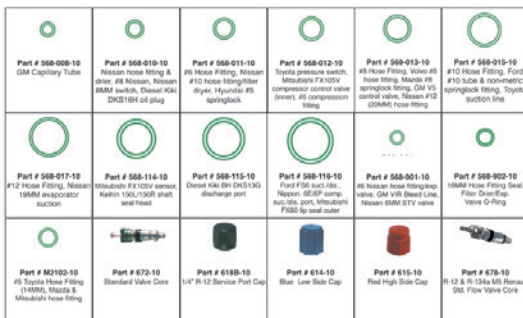 Part # 568-008-10
GM Capillary Tube
Part # 568-010-10
Nissan hose fitting &
drier, #8 Nissan, Nissan
8MM switch, Diesel Kiki
DKS16H oil plug
Part # 568-011-10
#6 Hose Fitting, Nissan
#10 hose fitting/filter
dryer, Hyundai #5
springlock
Part # 568-012-10
Toyota pressure switch,
Mitsubishi FX105V
compressor control valve
(inner), #5 compression
fitting
Part # 568-013-10
#8 Hose Fitting, Volvo #8
hose fitting, Mazda #8
springlock fitting, GM V5
control valve, Nissan #12
(20MM) hose fitting
Part # 568-015-10
#10 Hose Fitting, Ford
#10 tube & non-metric
springlock fitting, Toyota
suction line
Part # 568-017-10
#12 Hose Fitting, Nissan
19MM evaporator
suction
Part # 568-114-10
Mitsubishi FX105V sensor,
Keihin 150L/150R shaft
seal head
Part # 568-115-10
Diesel Kiki BH DKS13G
discharge port
Part # 568-116-10
Ford FS6 suct./dis.,
Nippon, 6E/6P comp.
suc./dis. port, Mitsubishi
FX80 lip seal outer
Part # 568-901-10
#6 Nissan hose fitting/exp.
valve, GM VIR Bleed Line,
Nissan 6MM STV valve
Part # 568-902-10
16MM Hose Fitting Seal,
Filter Drier/Exp.
Valve O-Ring
Part # M2102-10
#5 Toyota Hose Fitting
(14MM), Mazda &
Mitsubishi hose fitting
Part # 672-10
Standard Valve Core
Part # 618B-10
1/4" R-12 Service Port Cap
Part # 614-10
Blue Low Side Cap
Part # 615-10
Red High Side Cap
Part # 678-10
R-12 & R-134a M5 Renau
Std. Flow Valve Core